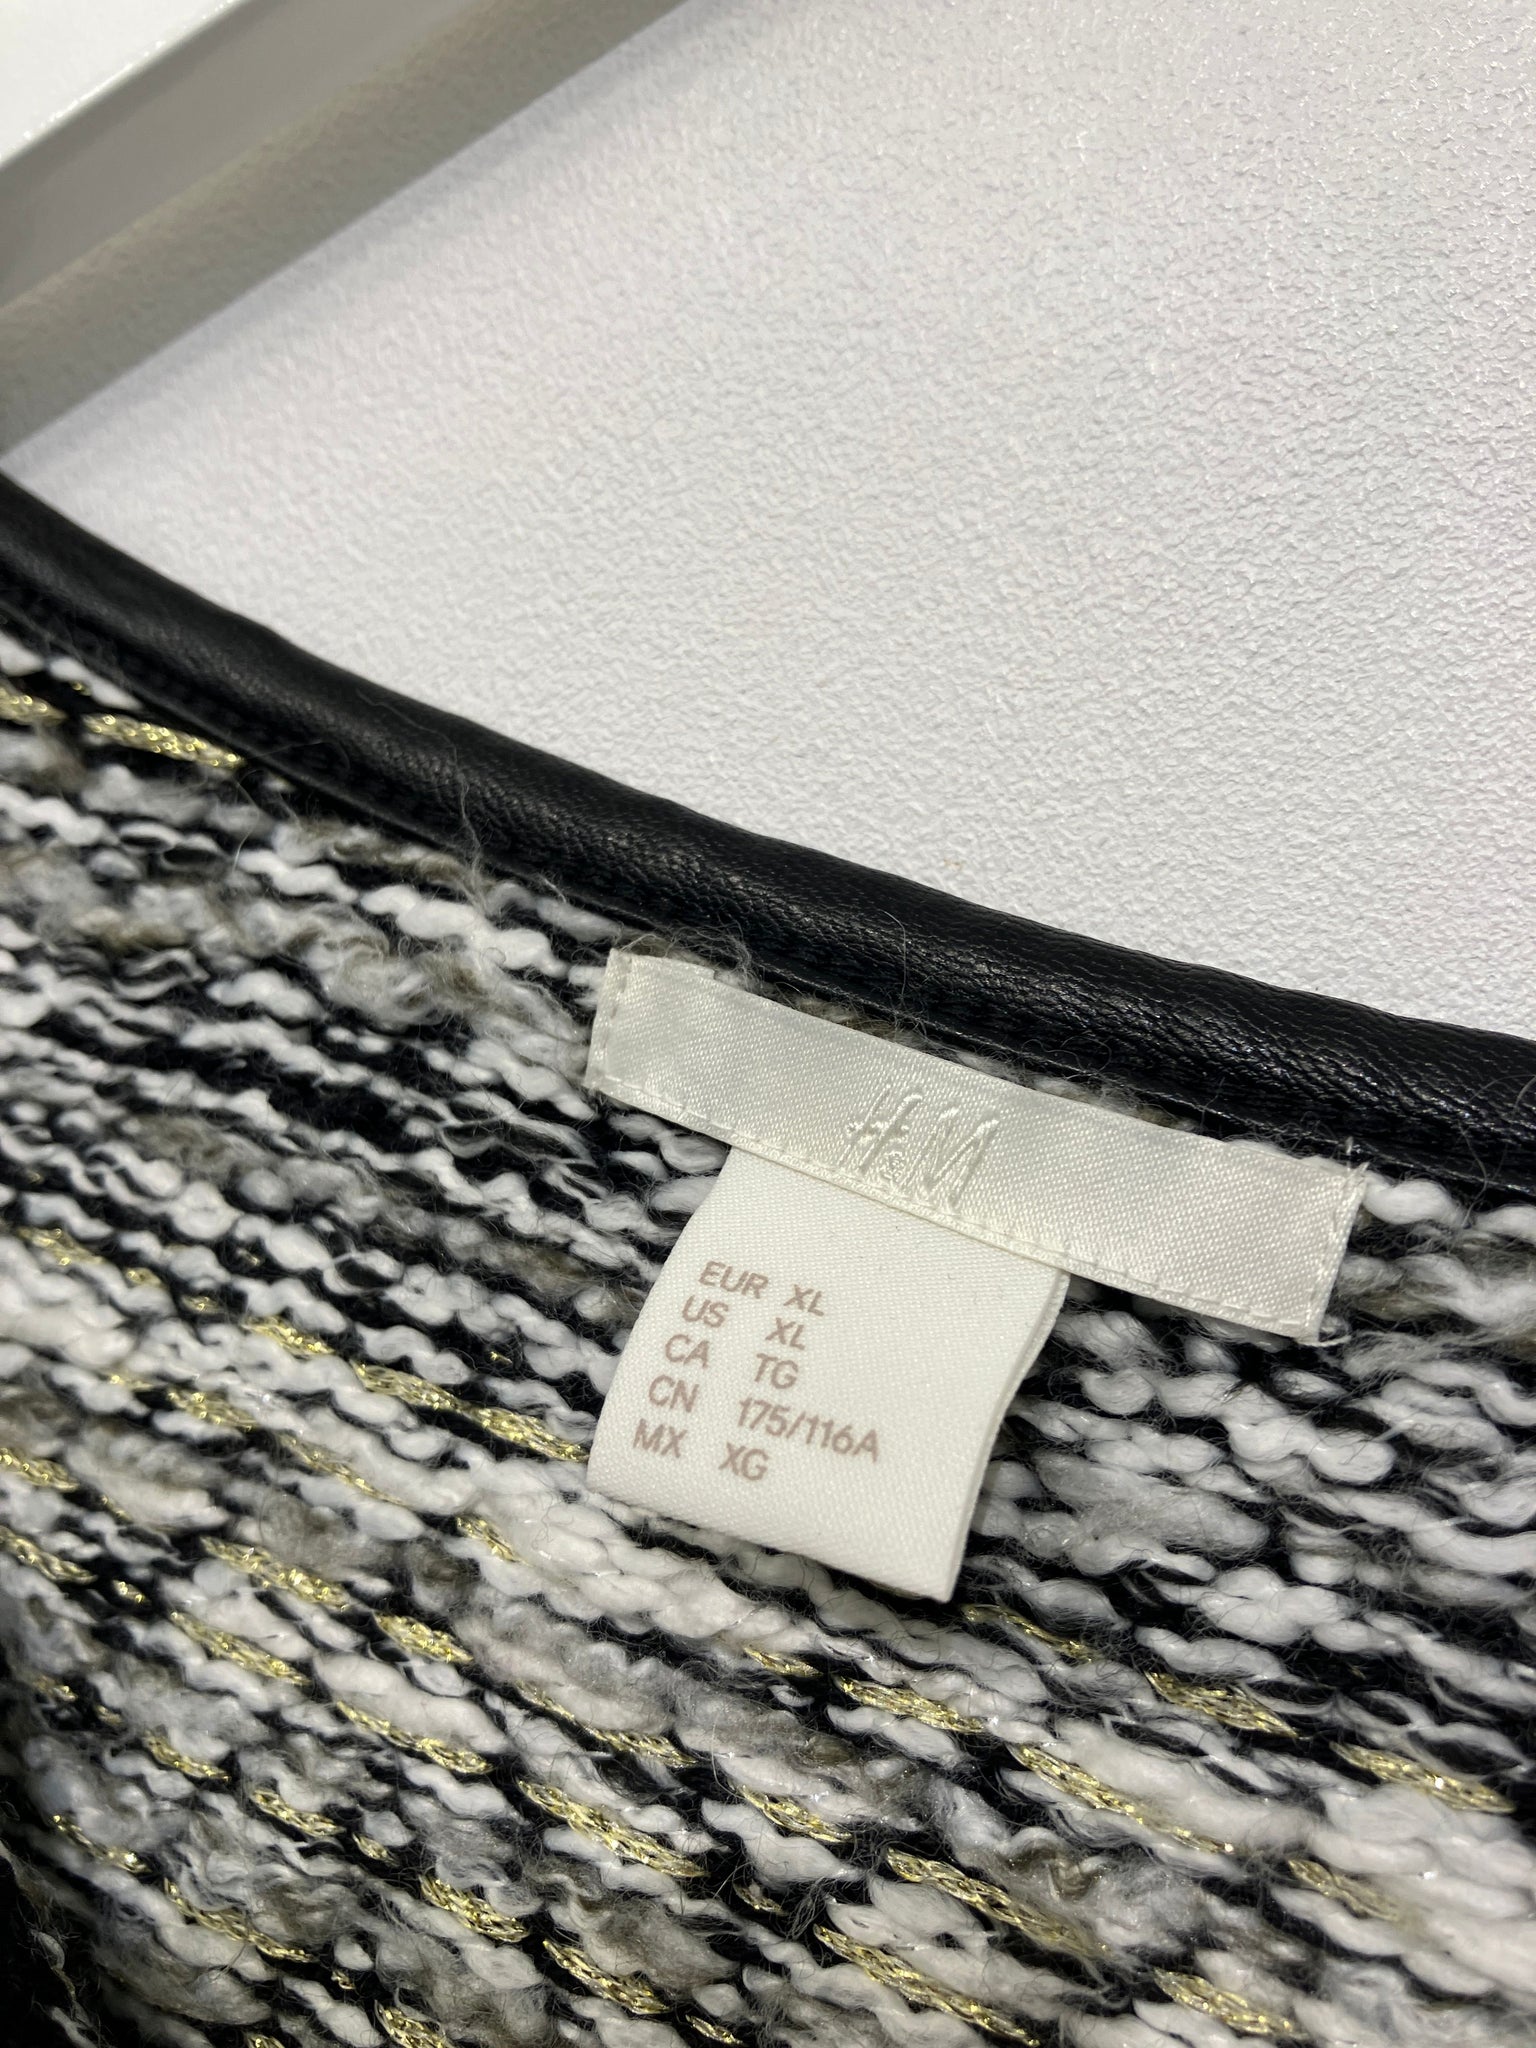 H&M
EUR XL
US XL
CA TG
CN 175/116A
MX XG